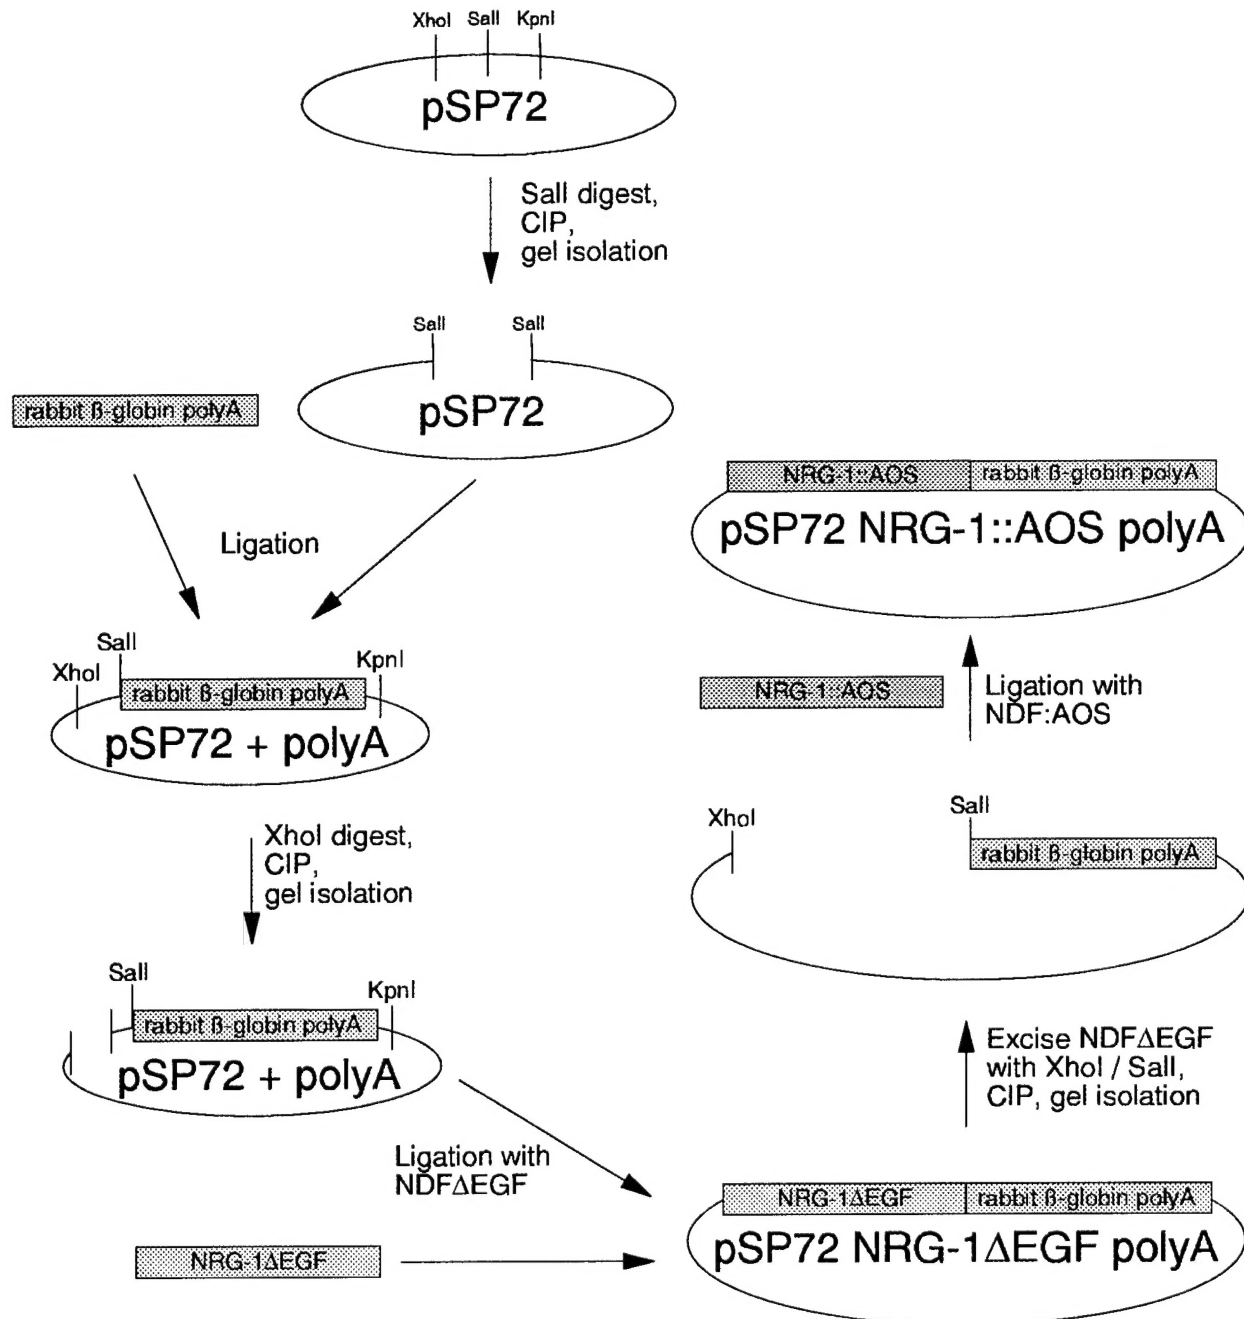 XhoI SalI KpnI
pSP72
SalI digest,
CIP,
gel isolation
SalI SalI
rabbit ß-globin polyA
pSP72
Ligation
SalI
XhoI
KpnI
rabbit ß-globin polyA
pSP72 + polyA
XhoI digest,
CIP,
gel isolation
SalI
KpnI
rabbit ß-globin polyA
pSP72 + polyA
Ligation with
NDFΔEGF
NRG-1ΔEGF
NRG-1ΔEGF rabbit ß-globin polyA
pSP72 NRG-1ΔEGF polyA
Excise NDFΔEGF
with XhoI / SalI,
CIP, gel isolation
XhoI
SalI
rabbit ß-globin polyA
NRG-1::AOS
Ligation with
NDF:AOS
NRG-1::AOS rabbit ß-globin polyA
pSP72 NRG-1::AOS polyA